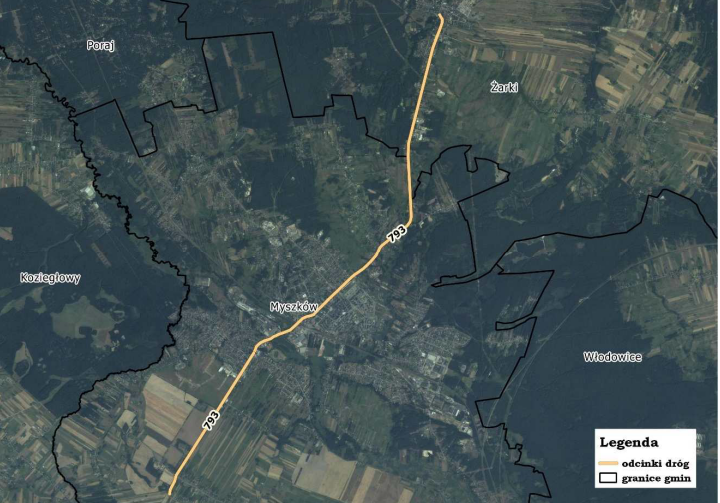 Poraj
Żarki
793
Koziegłowy
Myszków
Włodowice
793
Legenda
odcinki dróg
granice gmin